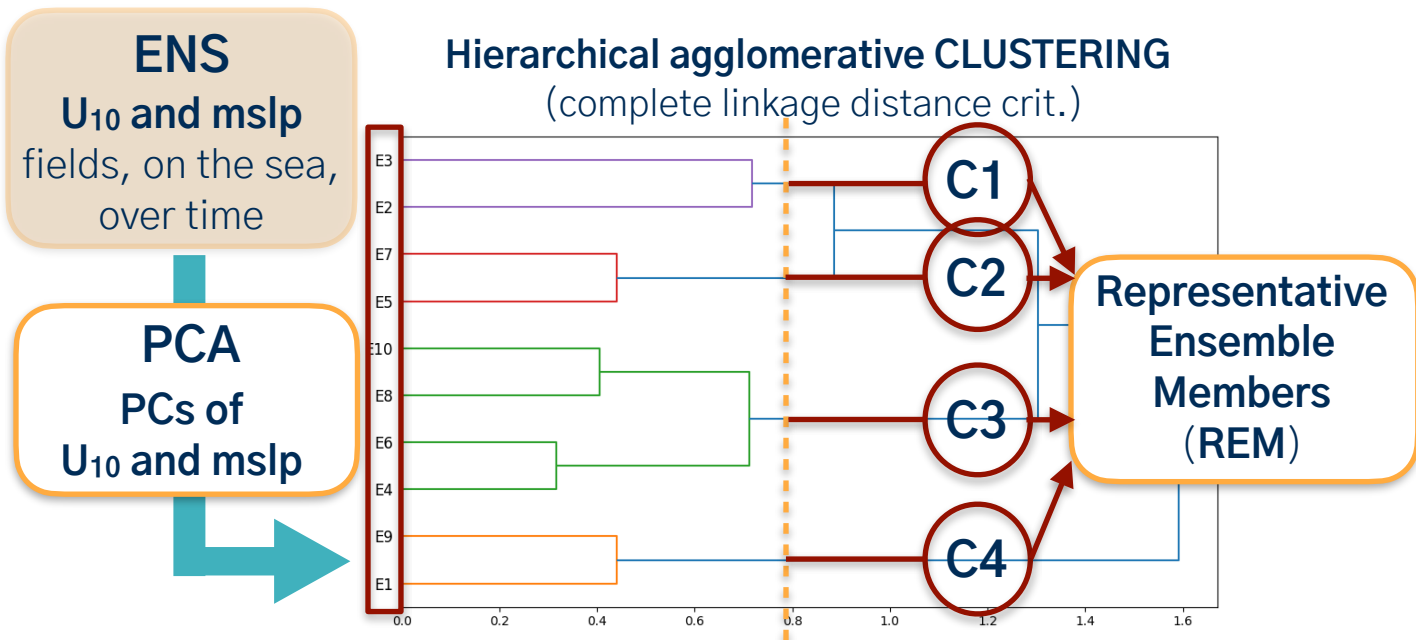 ENS
U₁₀ and mslp
fields, on the sea,
over time
PCA
PCs of
U₁₀ and mslp
Hierarchical agglomerative CLUSTERING
(complete linkage distance crit.)
E3
E2
E7
E5
E10
E8
E6
E4
E9
E1
0.0 0.2 0.4 0.6 0.8 1.0 1.2 1.4 1.6
C1
C2
C3
C4
Representative
Ensemble
Members
(REM)